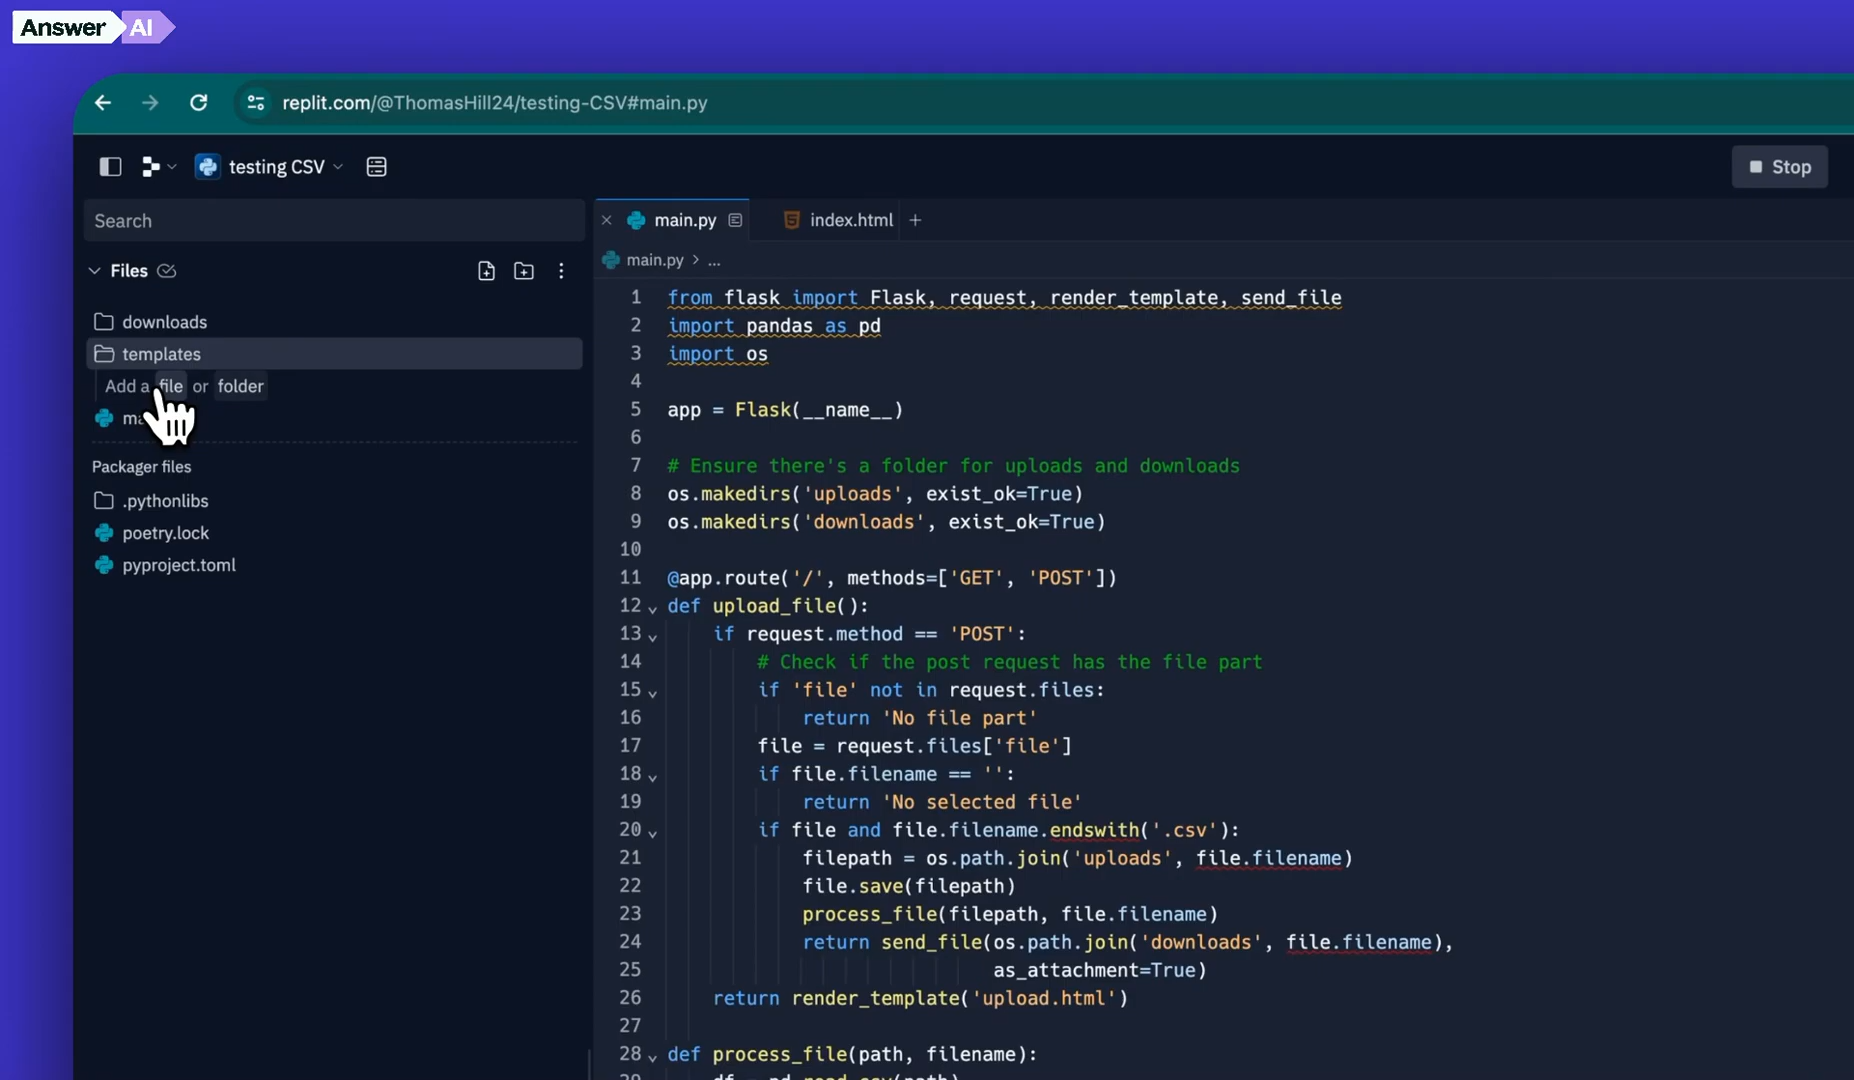 Answer AI
replit.com/@ThomasHill24/testing-CSV#main.py
testing CSV
Stop
Search
main.py
index.html
Files
main.py > ...
downloads
templates
Add a file or folder
Packager files
.pythonlibs
poetry.lock
pyproject.toml
1 from flask import Flask, request, render_template, send_file
2 import pandas as pd
3 import os
4
5 app = Flask(__name__)
6
7 # Ensure there's a folder for uploads and downloads
8 os.makedirs('uploads', exist_ok=True)
9 os.makedirs('downloads', exist_ok=True)
10
11 @app.route('/', methods=['GET', 'POST'])
12 def upload_file():
13 if request.method == 'POST':
14 # Check if the post request has the file part
15 if 'file' not in request.files:
16 return 'No file part'
17 file = request.files['file']
18 if file.filename == '':
19 return 'No selected file'
20 if file and file.filename.endswith('.csv'):
21 filepath = os.path.join('uploads', file.filename)
22 file.save(filepath)
23 process_file(filepath, file.filename)
24 return send_file(os.path.join('downloads', file.filename),
25 as_attachment=True)
26 return render_template('upload.html')
27
28 def process_file(path, filename):
29 df = pd.read_csv(path)